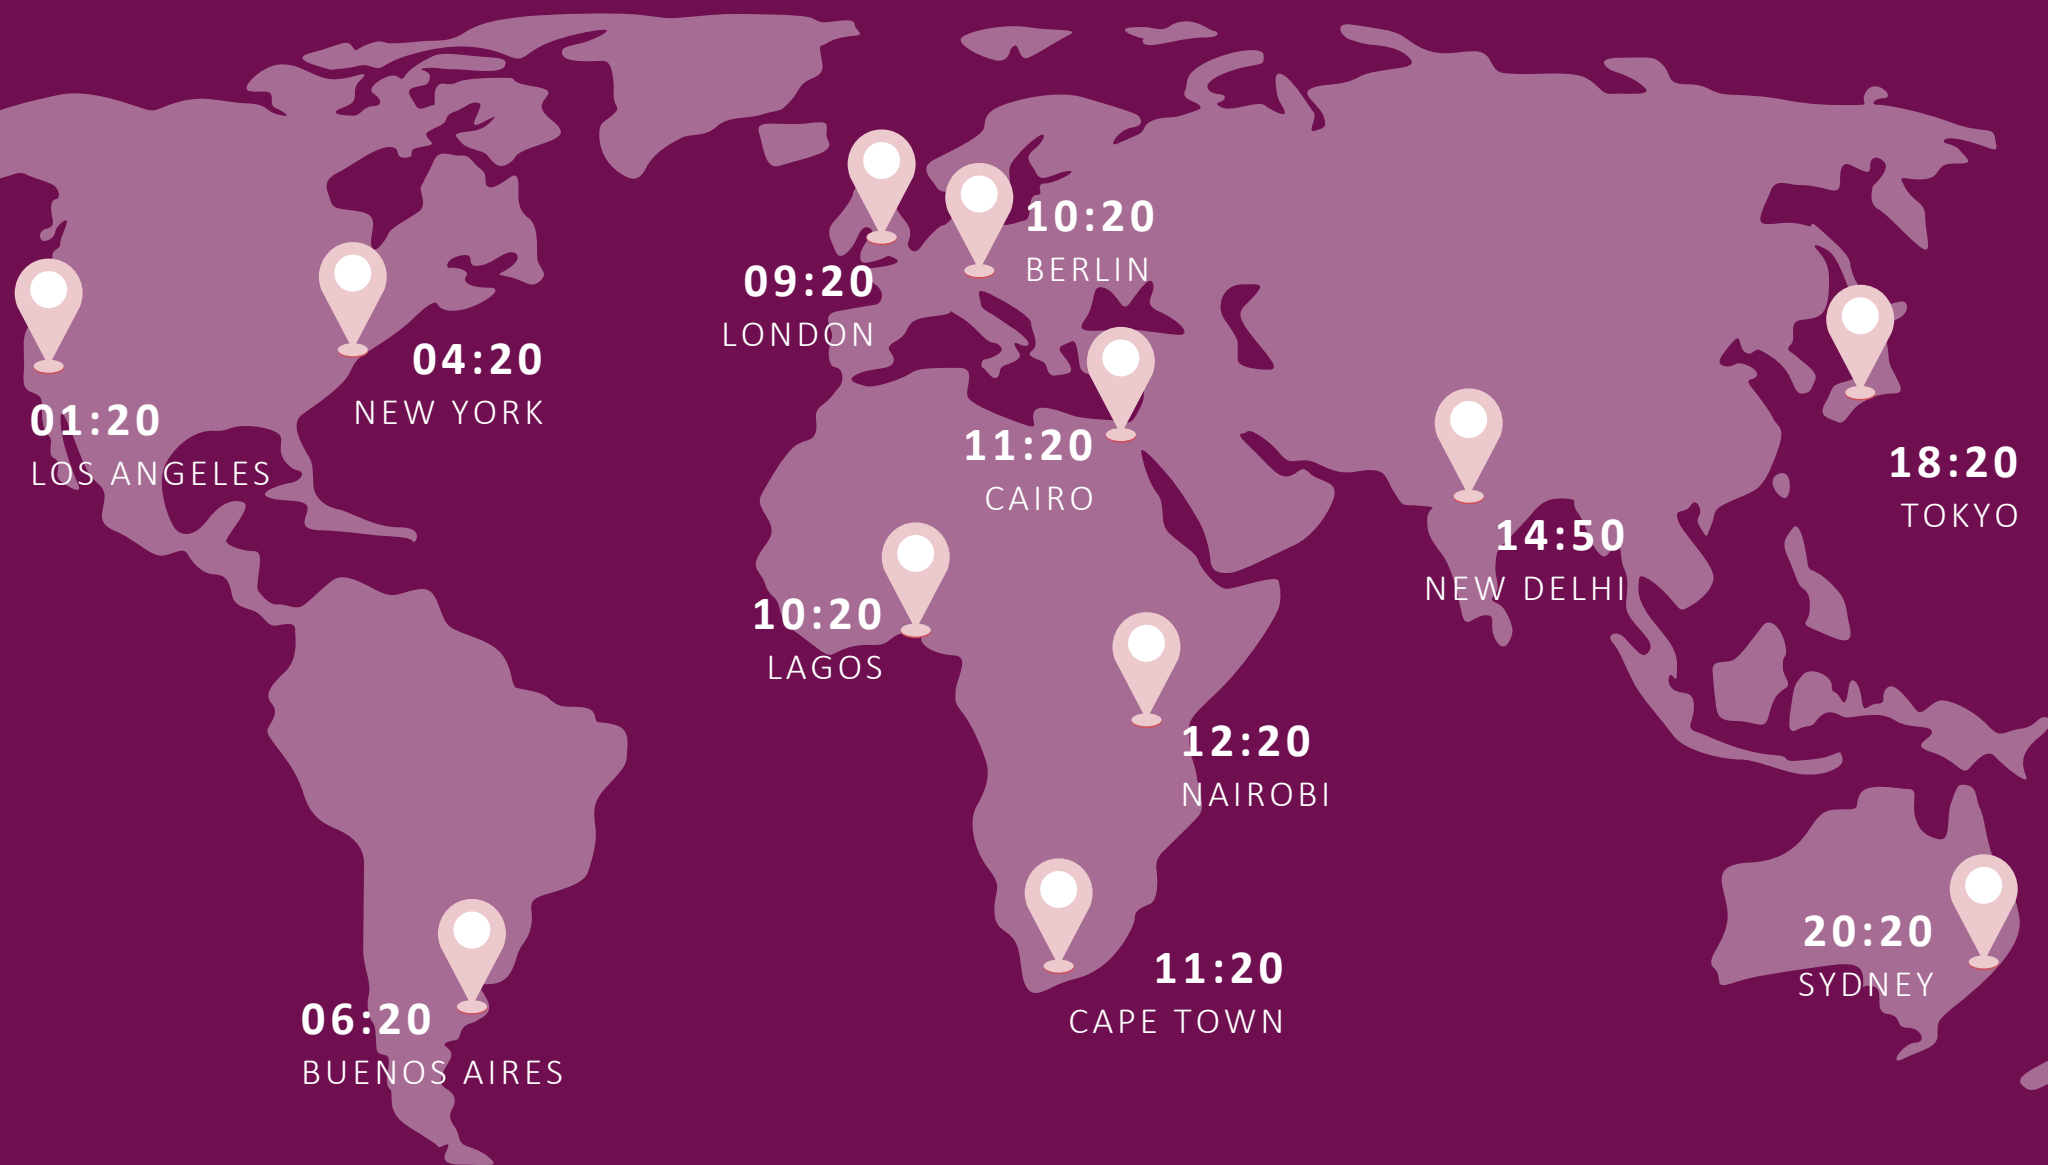 10:20
BERLIN
09:20
LONDON
04:20
NEW YORK
01:20
LOS ANGELES
11:20
CAIRO
18:20
TOKYO
14:50
NEW DELHI
10:20
LAGOS
12:20
NAIROBI
20:20
SYDNEY
11:20
CAPE TOWN
06:20
BUENOS AIRES